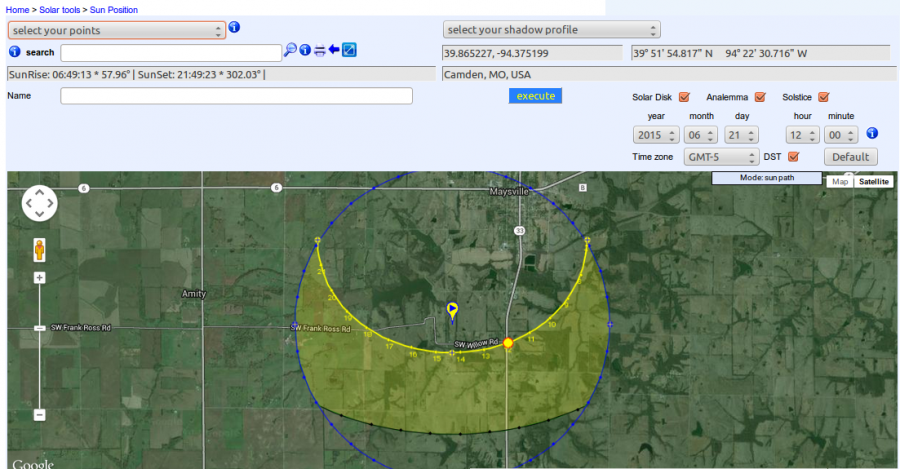 Home > Solar tools > Sun Position
select your points
select your shadow profile
search
39.865227, -94.375199
39° 51' 54.817" N 94° 22' 30.716" W
SunRise: 06:49:13 * 57.96° | SunSet: 21:49:23 * 302.03° |
Camden, MO, USA
Name
execute
Solar Disk
Analemma
Solstice
year month day hour minute
2015 06 21 12 00
Time zone GMT-5 DST Default
Mode: sun path
Map Satellite
6
6
Maysville
8
33
21
20
Amity
19
SW Frank Ross Rd
SW Frank Ross Rd
18
17
16
15
14
13
SW Willow Rd
12
11
10
9
Google